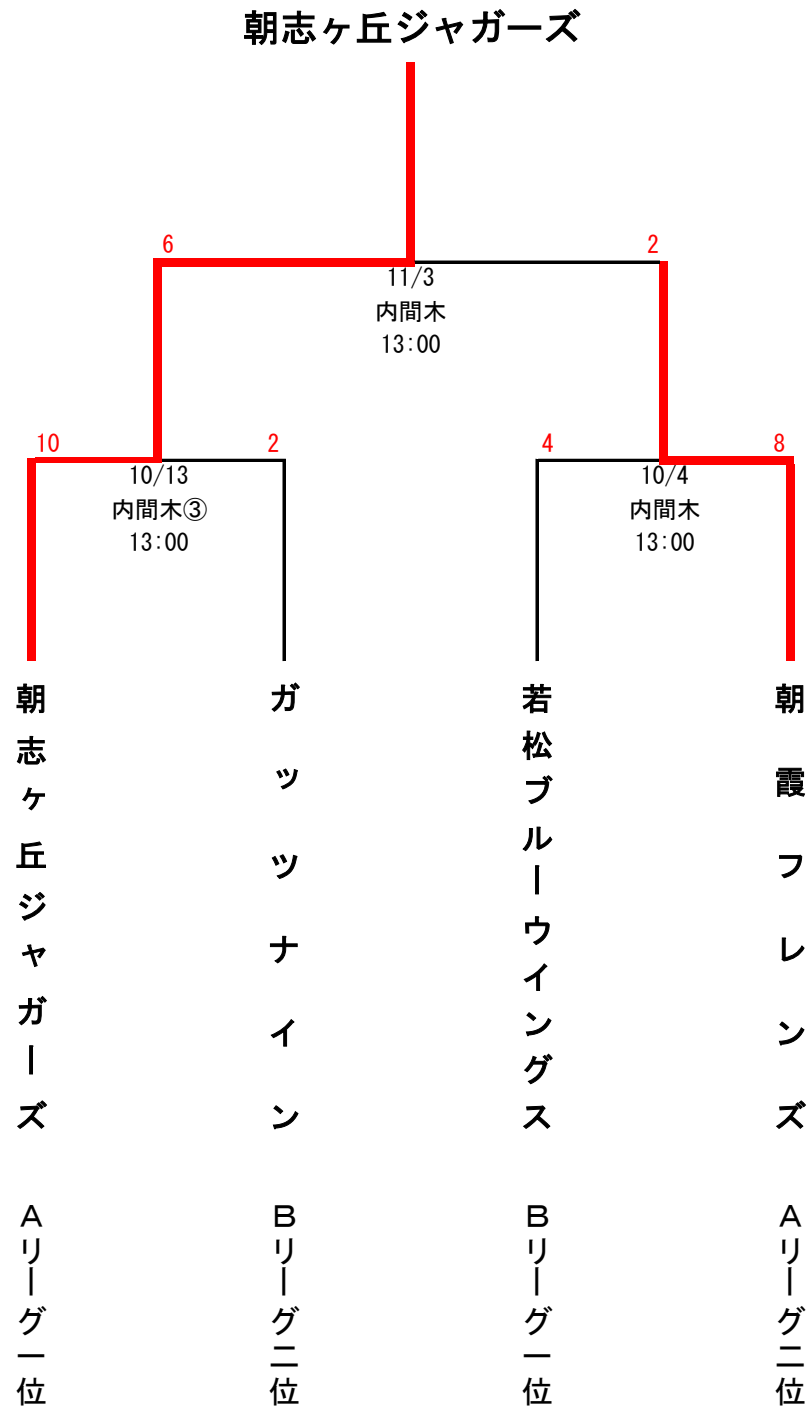 朝志ヶ丘ジャガーズ
6
2
11/3
内間木
13:00
10
2
4
8
10/13
内間木③
13:00
10/4
内間木
13:00
朝志ヶ丘ジャガーズ Aリーグ一位
ガッツナイン Bリーグ二位
若松ブルーウイングス Bリーグ一位
朝霞フレンズ Aリーグ二位